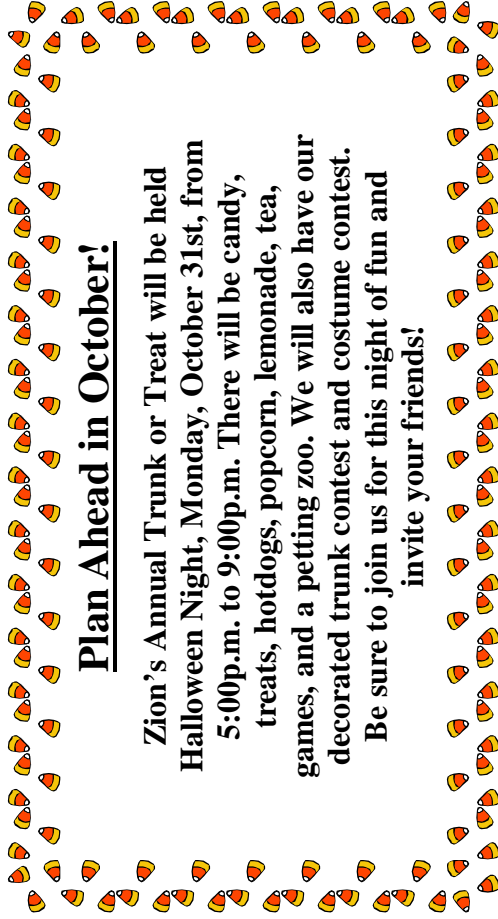 Plan Ahead in October!
Zion’s Annual Trunk or Treat will be held
Halloween Night, Monday, October 31st, from
5:00p.m. to 9:00p.m. There will be candy,
treats, hotdogs, popcorn, lemonade, tea,
games, and a petting zoo. We will also have our
decorated trunk contest and costume contest.
Be sure to join us for this night of fun and
invite your friends!